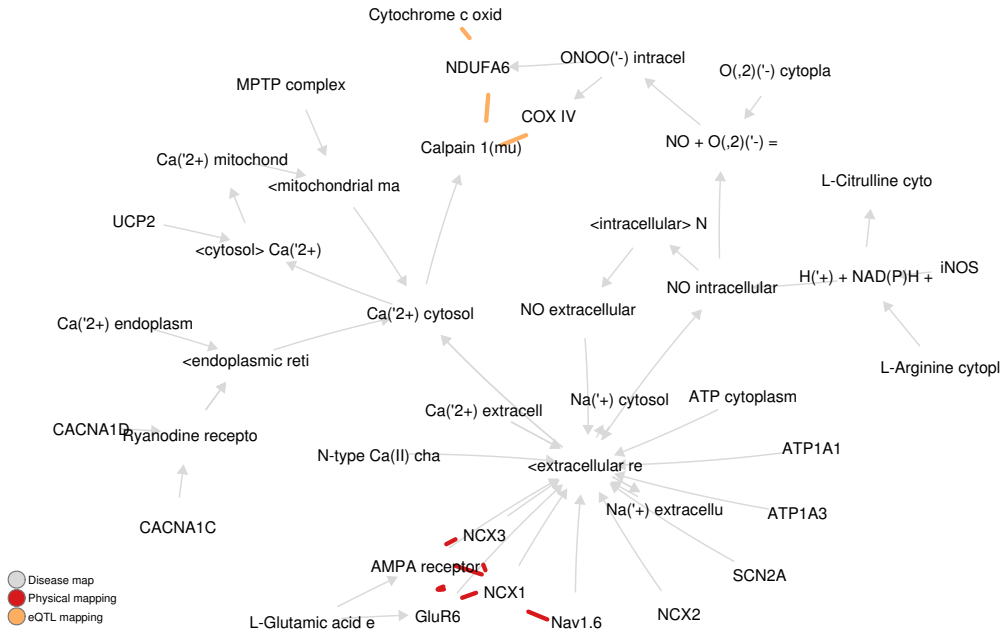 Cytochrome c oxid
NDUFA6
ONOO('-) intracel
O(,2)('-) cytopla
MPTP complex
COX IV
NO + O(,2)('-) =
Calpain 1(mu)
Ca('2+) mitochond
<mitochondrial ma
L-Citrulline cyto
UCP2
<intracellular> N
<cytosol> Ca('2+)
iNOS
H('+) + NAD(P)H +
NO intracellular
NO extracellular
Ca('2+) cytosol
Ca('2+) endoplasm
<endoplasmic reti
L-Arginine cytopl
ATP cytoplasm
Na('+) cytosol
Ca('2+) extracell
CACNA1D
Ryanodine recepto
ATP1A1
N-type Ca(II) cha
<extracellular re
Na('+) extracellu
ATP1A3
CACNA1C
NCX3
AMPA receptor
SCN2A
Disease map
NCX1
Physical mapping
NCX2
GluR6
eQTL mapping
L-Glutamic acid e
Nav1.6